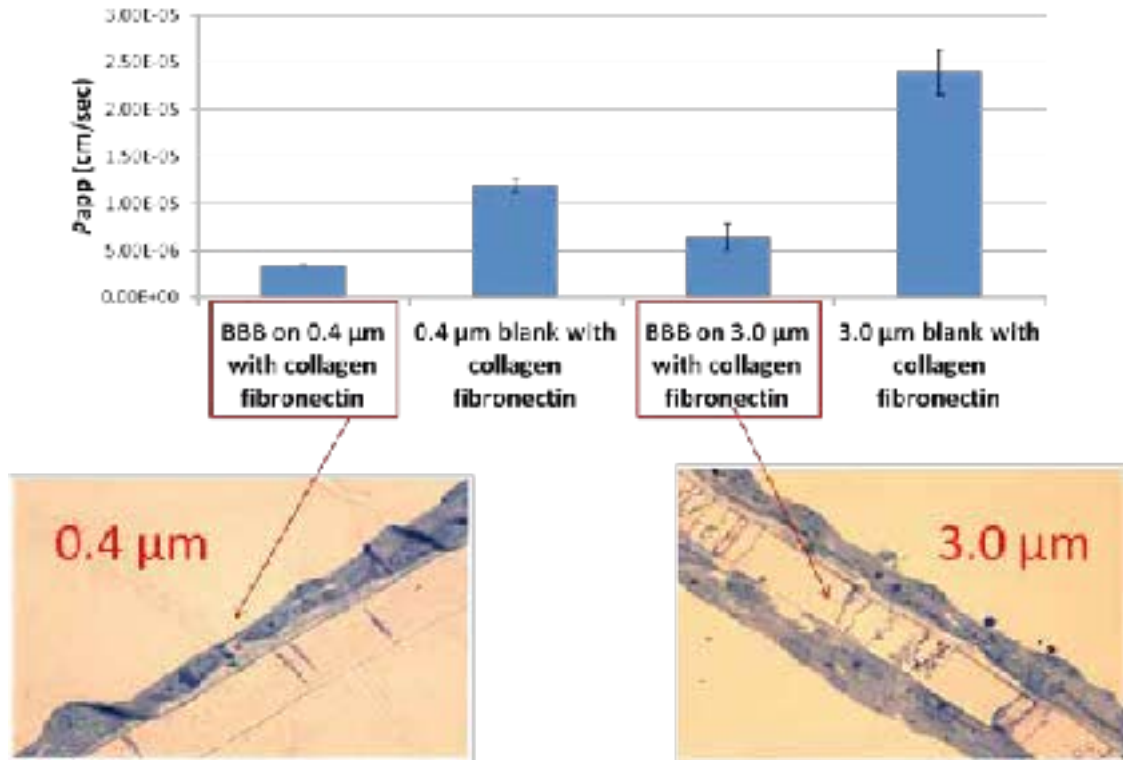 3.00E-05
2.50E-05
2.00E-05
1.50E-05
1.00E-05
5.00E-06
0.00E+00
Papp [cm/sec]
BBB on 0.4 µm
with collagen
fibronectin
0.4 µm blank with
collagen
fibronectin
BBB on 3.0 µm
with collagen
fibronectin
3.0 µm blank with
collagen
fibronectin
0.4 µm
3.0 µm